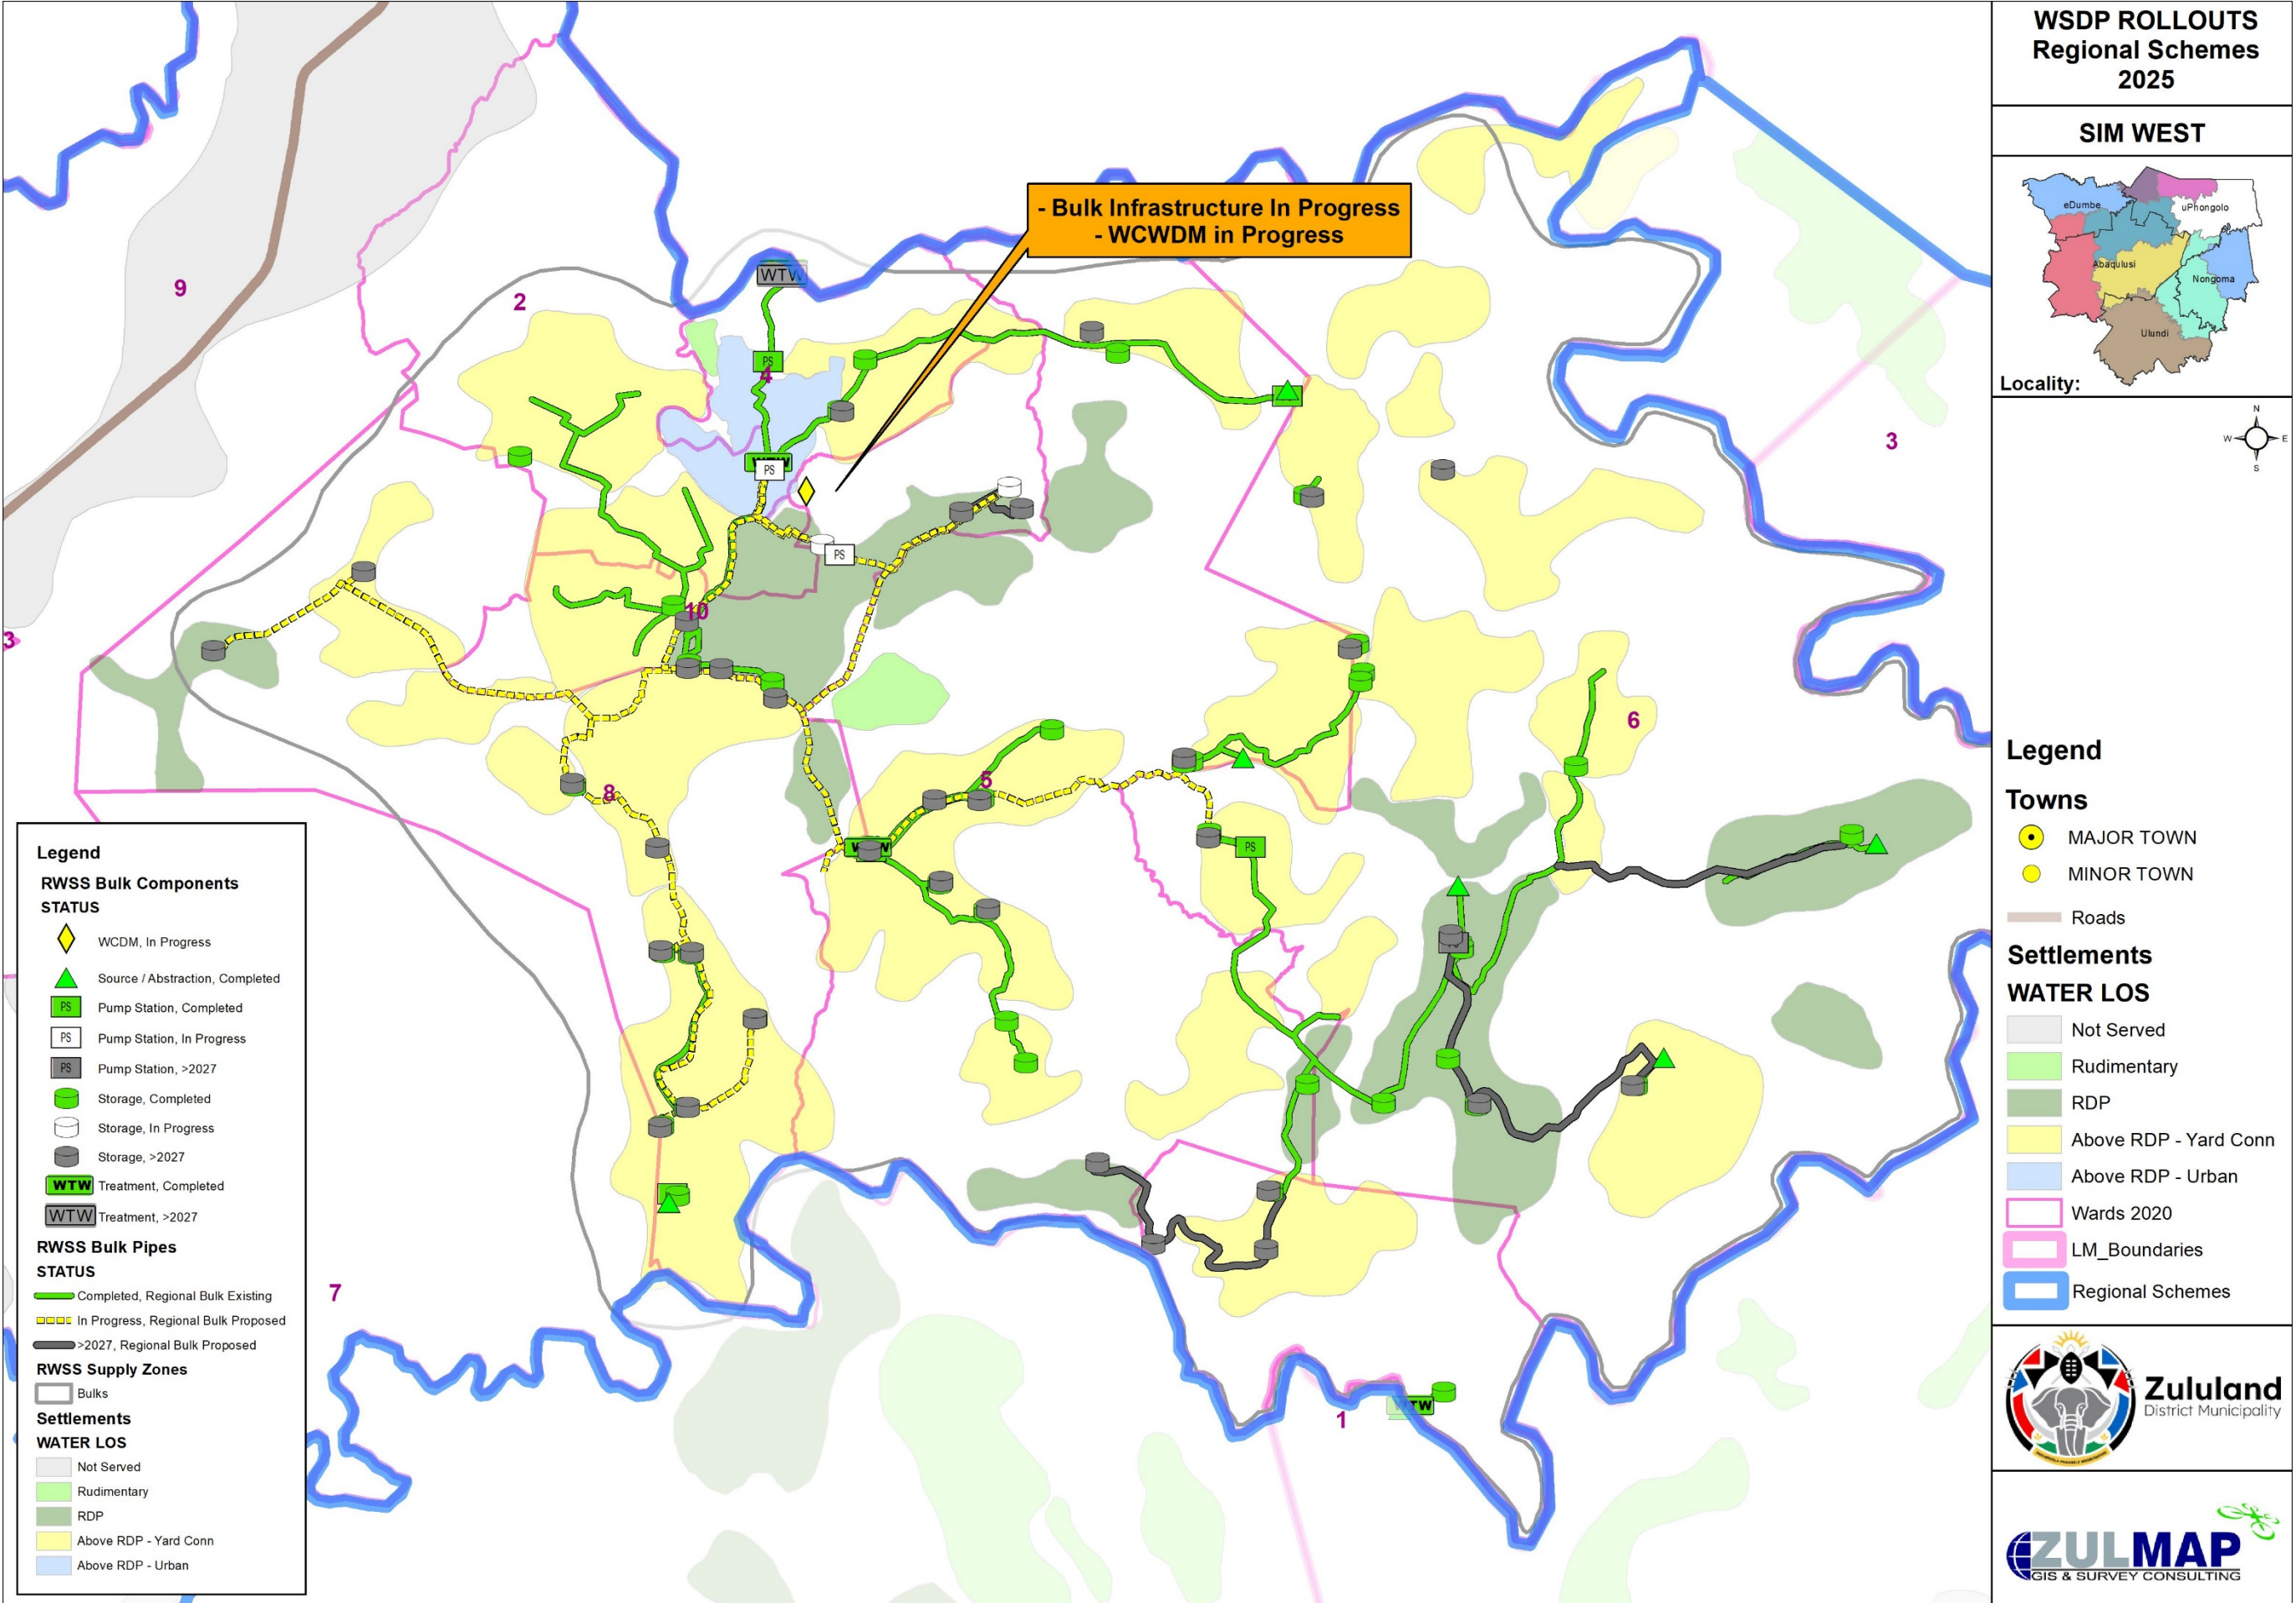 WSDP ROLLOUTS
Regional Schemes
2025
SIM WEST
eDumbe
uPhongolo
Abaqulusi
Nongoma
Ulundi
Locality:
N
W
E
S
- Bulk Infrastructure In Progress
- WCWDM in Progress
9
2
WTW
PS
4
3
PS
PS
10
3
6
5
8
PS
7
WTW
1
Legend
RWSS Bulk Components
STATUS
WCDM, In Progress
Source / Abstraction, Completed
PS Pump Station, Completed
PS Pump Station, In Progress
PS Pump Station, >2027
Storage, Completed
Storage, In Progress
Storage, >2027
WTW Treatment, Completed
WTW Treatment, >2027
RWSS Bulk Pipes
STATUS
Completed, Regional Bulk Existing
In Progress, Regional Bulk Proposed
>2027, Regional Bulk Proposed
RWSS Supply Zones
Bulks
Settlements
WATER LOS
Not Served
Rudimentary
RDP
Above RDP - Yard Conn
Above RDP - Urban
Legend
Towns
MAJOR TOWN
MINOR TOWN
Roads
Settlements
WATER LOS
Not Served
Rudimentary
RDP
Above RDP - Yard Conn
Above RDP - Urban
Wards 2020
LM_Boundaries
Regional Schemes
Zululand
District Municipality
ZULMAP
GIS & SURVEY CONSULTING